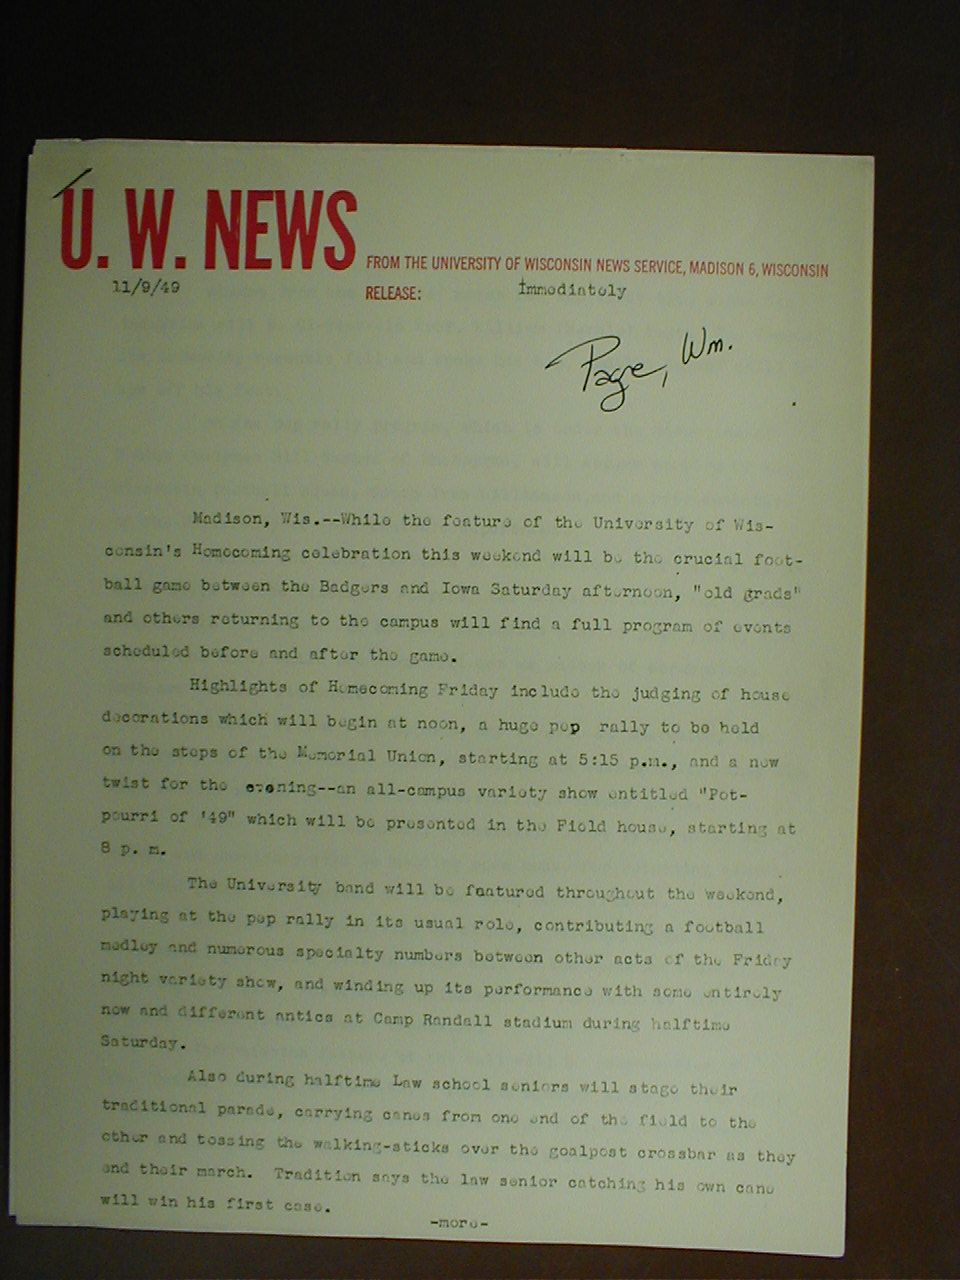 U. W. NEWS
FROM THE UNIVERSITY OF WISCONSIN NEWS SERVICE, MADISON 6, WISCONSIN
11/9/49
RELEASE: Immediately
Page, Wm.
Madison, Wis.--While the feature of the University of Wis-
consin's Homecoming celebration this weekend will be the crucial foot-
ball game between the Badgers and Iowa Saturday afternoon, "old grads"
and others returning to the campus will find a full program of events
scheduled before and after the game.
Highlights of Homecoming Friday include the judging of house
decorations which will begin at noon, a huge pep rally to be held
on the steps of the Memorial Union, starting at 5:15 p.m., and a new
twist for the evening--an all-campus variety show entitled "Pot-
pourri of '49" which will be presented in the Field house, starting at
8 p. m.
The University band will be featured throughout the weekend,
playing at the pep rally in its usual role, contributing a football
medley and numerous specialty numbers between other acts of the Friday
night variety show, and winding up its performance with some entirely
new and different antics at Camp Randall stadium during halftime
Saturday.
Also during halftime Law school seniors will stage their
traditional parade, carrying canes from one end of the field to the
other and tossing the walking-sticks over the goalpost crossbar as they
end their march. Tradition says the law senior catching his own cane
will win his first case.
-more-